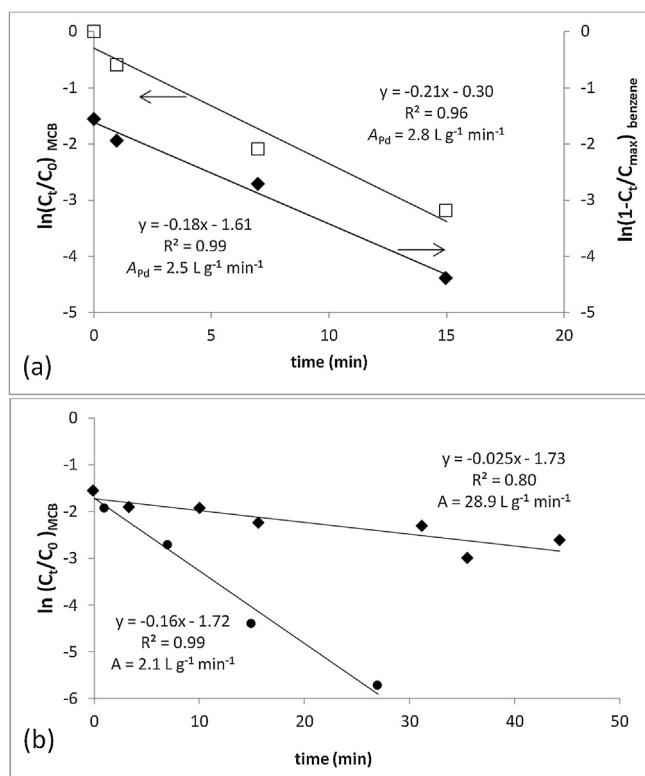 0
-1
-2
-3
-4
-5
0
-1
-2
-3
-4
-5
ln(Ct/C0) MCB
ln(1-Ct/Cmax) benzene
y = -0.21x - 0.30
R² = 0.96
APd = 2.8 L g⁻¹ min⁻¹
y = -0.18x - 1.61
R² = 0.99
APd = 2.5 L g⁻¹ min⁻¹
0 5 10 15 20
time (min)
(a)
0
-1
-2
-3
-4
-5
-6
ln (Ct/C0 )MCB
y = -0.025x - 1.73
R² = 0.80
A = 28.9 L g⁻¹ min⁻¹
y = -0.16x - 1.72
R² = 0.99
A = 2.1 L g⁻¹ min⁻¹
0 10 20 30 40 50
time (min)
(b)